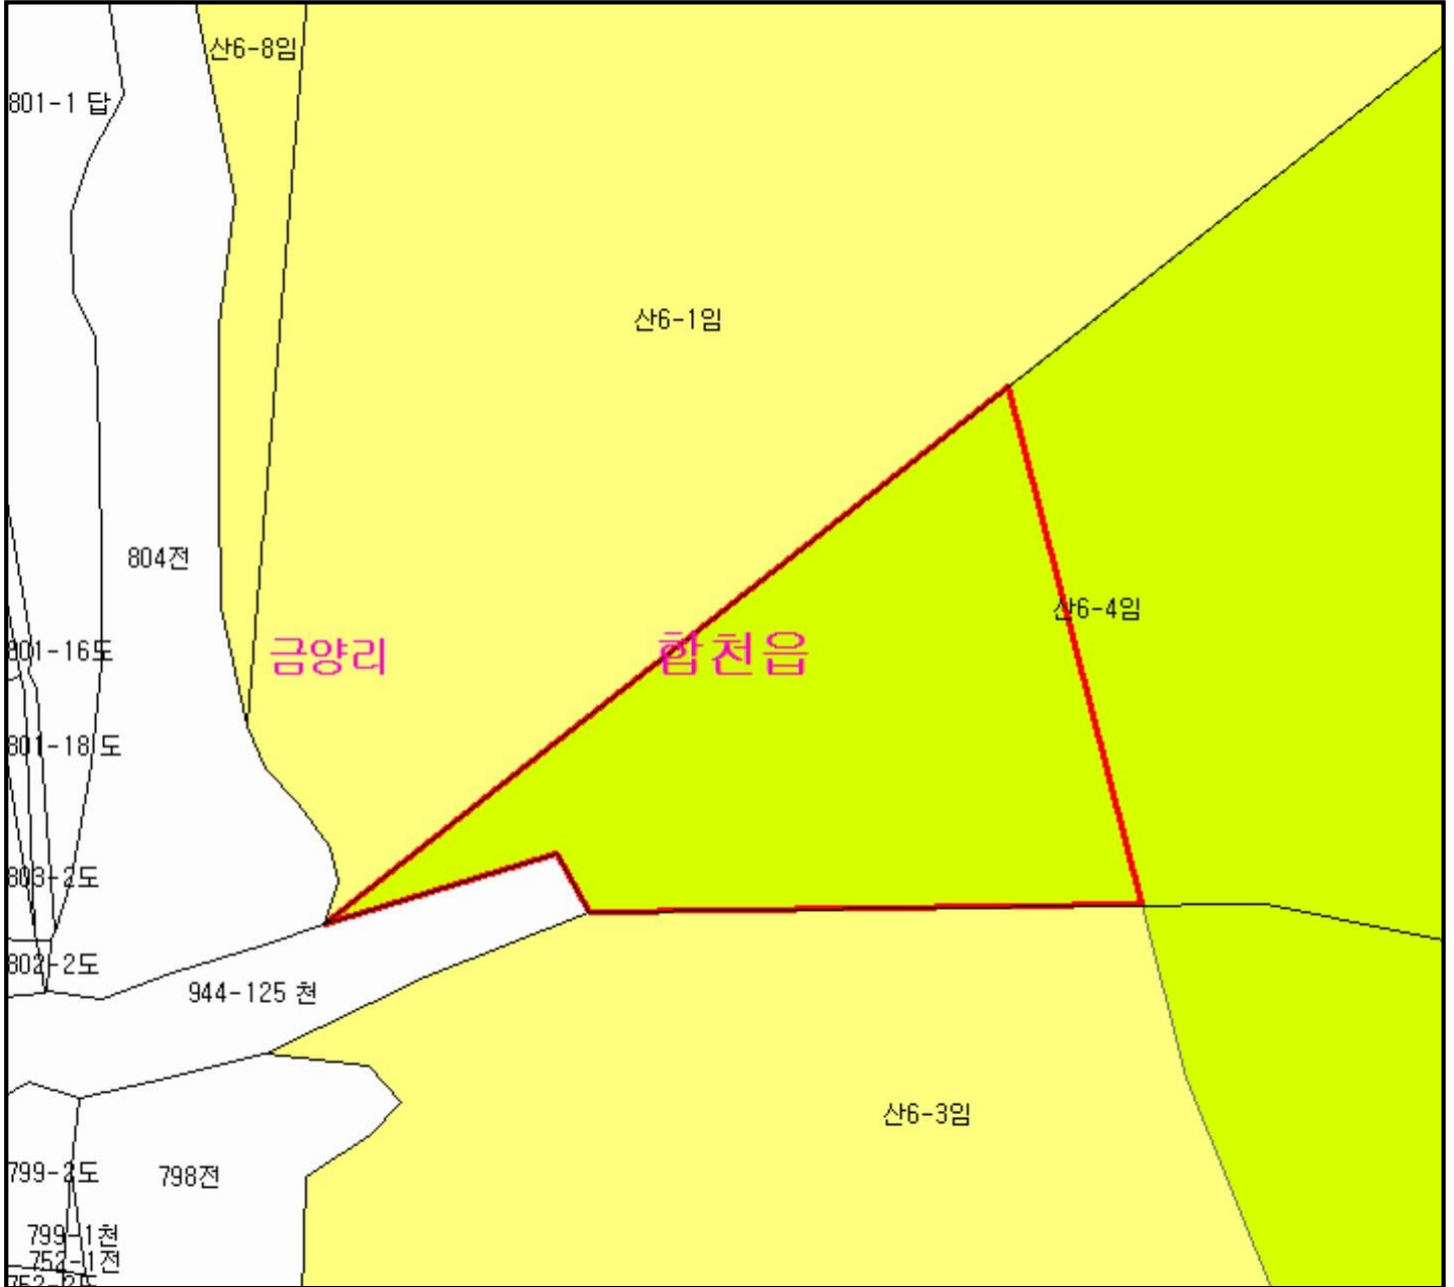 산6-8임
801-1 답
산6-1임
804전
산6-4임
801-16도
금양리
합천읍
801-18도
803-2도
802-2도
944-125 천
산6-3임
799-2도
798전
799-1천
752-1전
752-2도